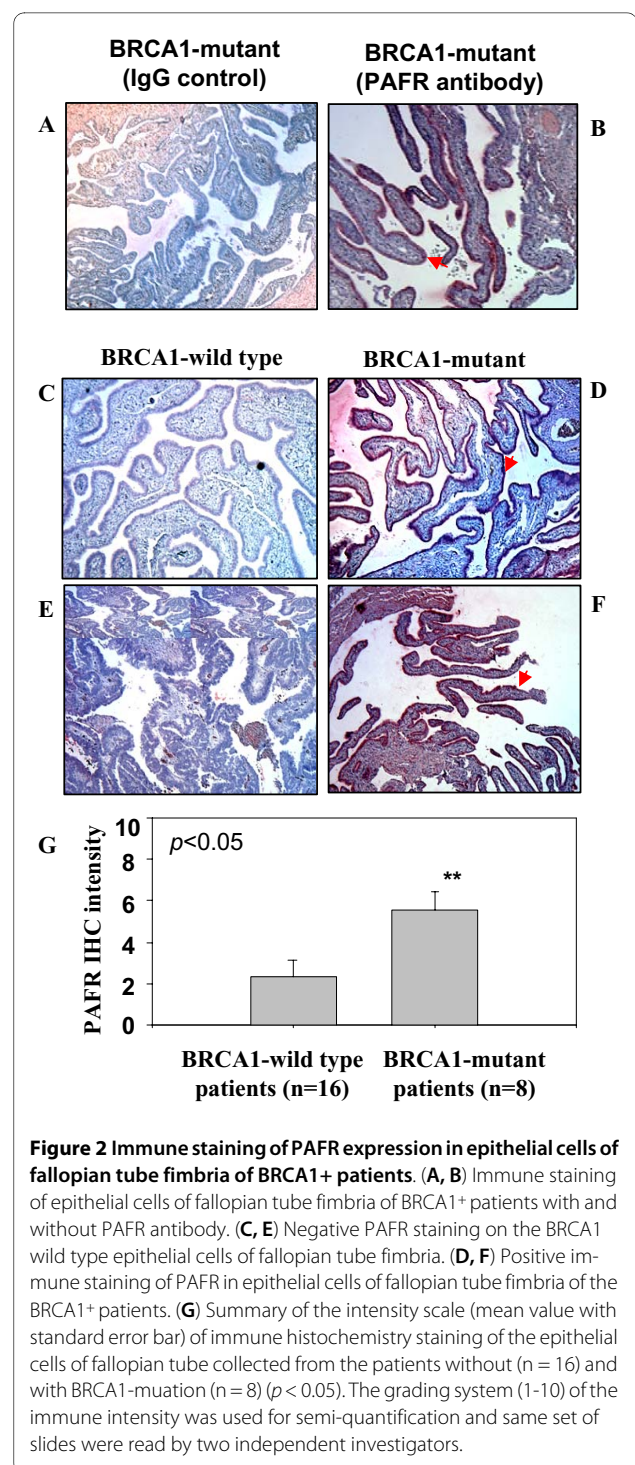 BRCA1-mutant
(IgG control)
BRCA1-mutant
(PAFR antibody)
A
B
BRCA1-wild type
BRCA1-mutant
C
D
E
F
G
10
8
6
4
2
0
PAFR IHC intensity
p<0.05
**
BRCA1-wild type
patients (n=16)
BRCA1-mutant
patients (n=8)
Figure 2 Immune staining of PAFR expression in epithelial cells of
fallopian tube fimbria of BRCA1+ patients. (A, B) Immune staining
of epithelial cells of fallopian tube fimbria of BRCA1+ patients with and
without PAFR antibody. (C, E) Negative PAFR staining on the BRCA1
wild type epithelial cells of fallopian tube fimbria. (D, F) Positive im-
mune staining of PAFR in epithelial cells of fallopian tube fimbria of the
BRCA1+ patients. (G) Summary of the intensity scale (mean value with
standard error bar) of immune histochemistry staining of the epithelial
cells of fallopian tube collected from the patients without (n = 16) and
with BRCA1-muation (n = 8) (p < 0.05). The grading system (1-10) of the
immune intensity was used for semi-quantification and same set of
slides were read by two independent investigators.